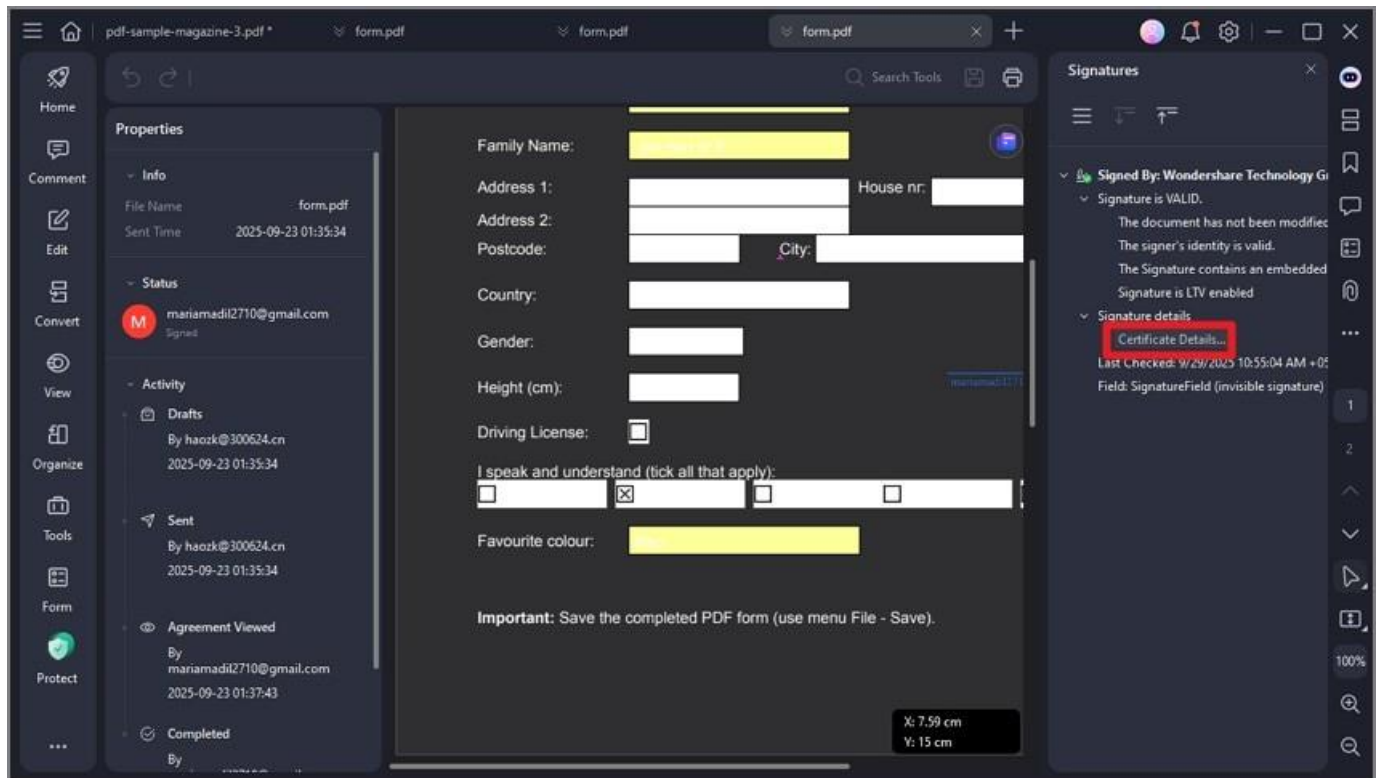 pdf-sample-magazine-3.pdf *
form.pdf
form.pdf
form.pdf
Search Tools
Home
Comment
Edit
Convert
View
Organize
Tools
Form
Protect
Properties
Info
File Name form.pdf
Sent Time 2025-09-23 01:35:34
Status
M
mariamadil2710@gmail.com
Signed
Activity
Drafts
By haozk@300624.cn
2025-09-23 01:35:34
Sent
By haozk@300624.cn
2025-09-23 01:35:34
Agreement Viewed
By
mariamadil2710@gmail.com
2025-09-23 01:37:43
Completed
By
Family Name:
Address 1: House nr:
Address 2:
Postcode: City:
Country:
Gender:
Height (cm):
Driving License:
I speak and understand (tick all that apply):
Favourite colour:
Important: Save the completed PDF form (use menu File - Save).
X: 7.59 cm
Y: 15 cm
Signatures
Signed By: Wondershare Technology G
Signature is VALID.
The document has not been modified
The signer's identity is valid.
The Signature contains an embedded
Signature is LTV enabled
Signature details
Certificate Details...
Last Checked: 9/29/2025 10:55:04 AM +05
Field: SignatureField (invisible signature)
1
2
100%